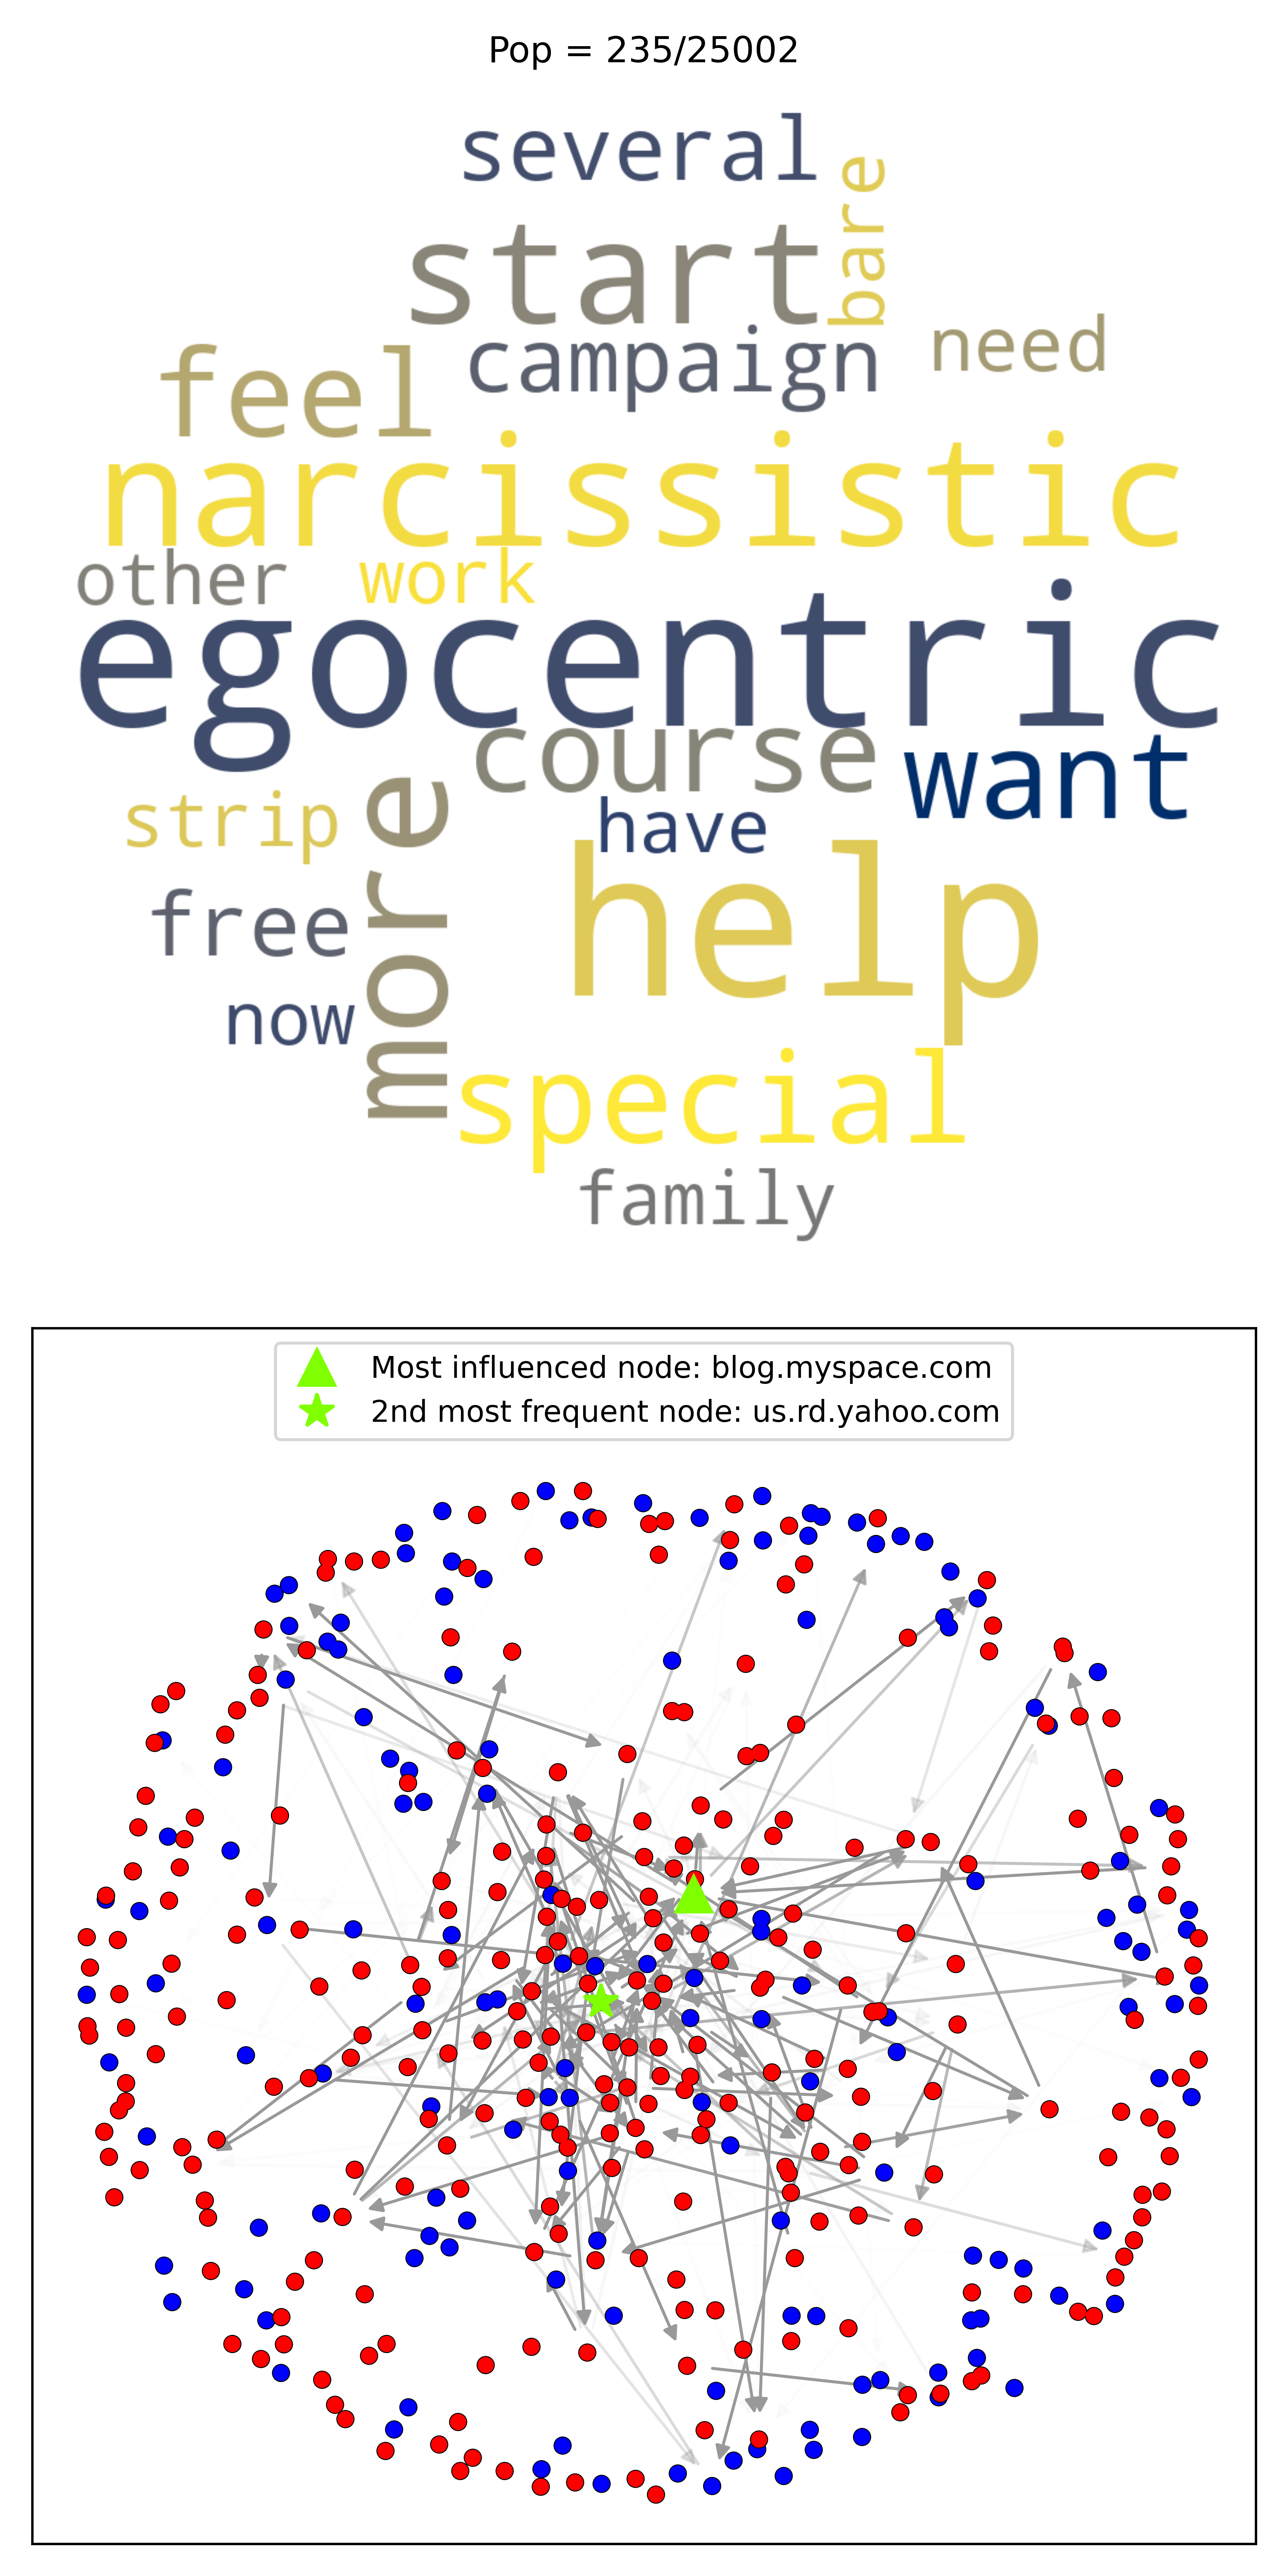 Pop = 235/25002
several
bare
start
campaign
need
feel
narcissistic
other work
egocentric
course
want
strip
more
have
free
help
now
special
family
Most influenced node: blog.myspace.com
2nd most frequent node: us.rd.yahoo.com